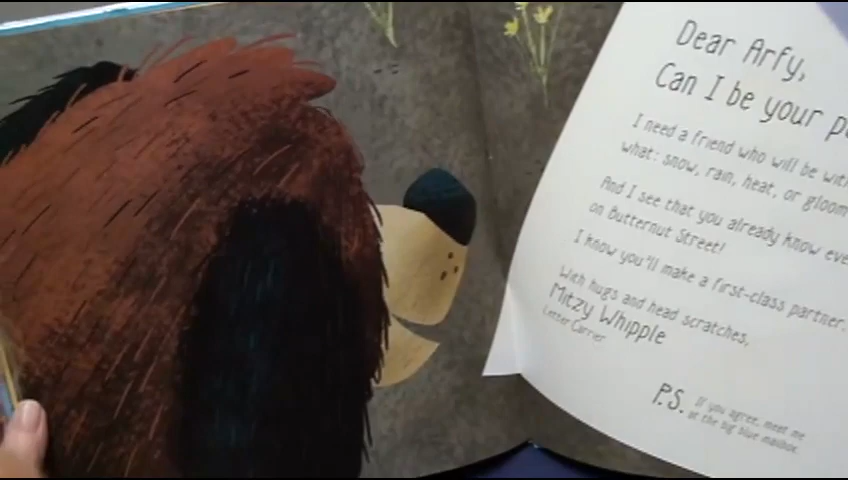 Dear Arfy,
Can I be your
I need a friend who will be with
what: snow, rain, heat, or gloom
And I see that you already know
on Butternut Street!
I know you'll make a first-class partner.
With hugs and head scratches,
Mitzy Whipple
Letter Carrier
P.S. If you agree, meet me
at the big blue mailbox.